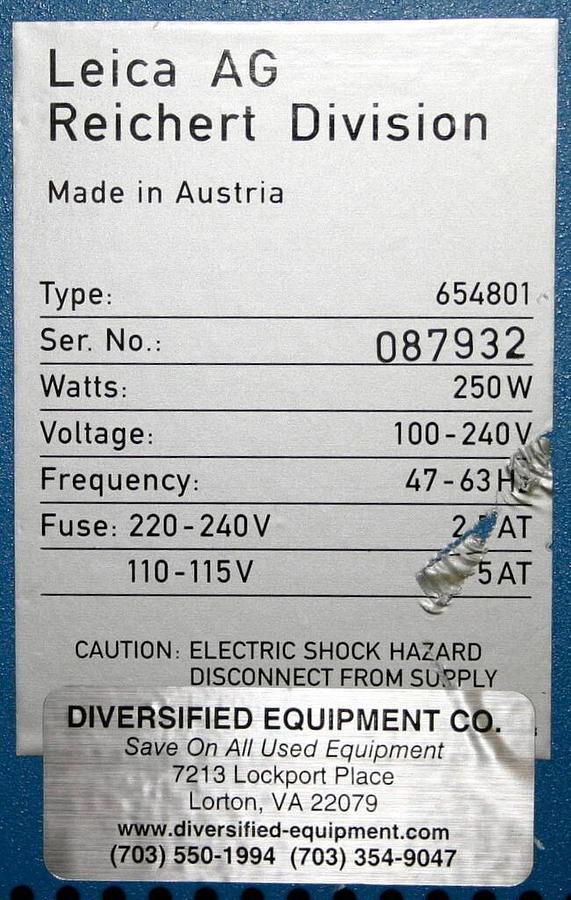 Leica AG
Reichert Division
Made in Austria
Type: 654801
Ser. No.: 087932
Watts: 250W
Voltage: 100-240V
Frequency: 47-63
Fuse: 220-240V AT
110-115V 5AT
CAUTION: ELECTRIC SHOCK HAZARD
DISCONNECT FROM SUPPLY
DIVERSIFIED EQUIPMENT CO.
Save On All Used Equipment
7213 Lockport Place
Lorton, VA 22079
www.diversified-equipment.com
(703) 550-1994 (703) 354-9047